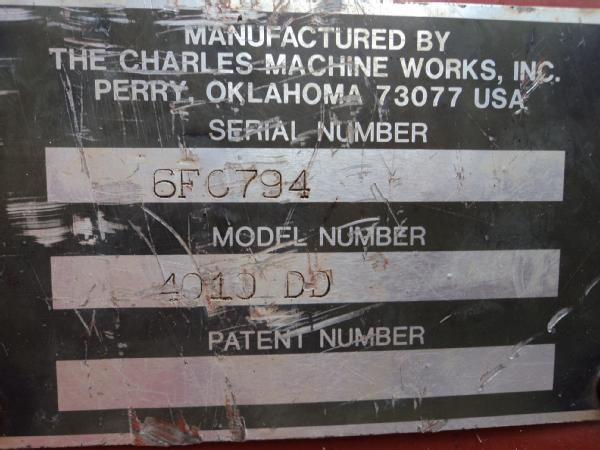 MANUFACTURED BY
THE CHARLES MACHINE WORKS, INC.
PERRY, OKLAHOMA 73077 USA
SERIAL NUMBER
6FC794
MODEL NUMBER
4010 DD
PATENT NUMBER